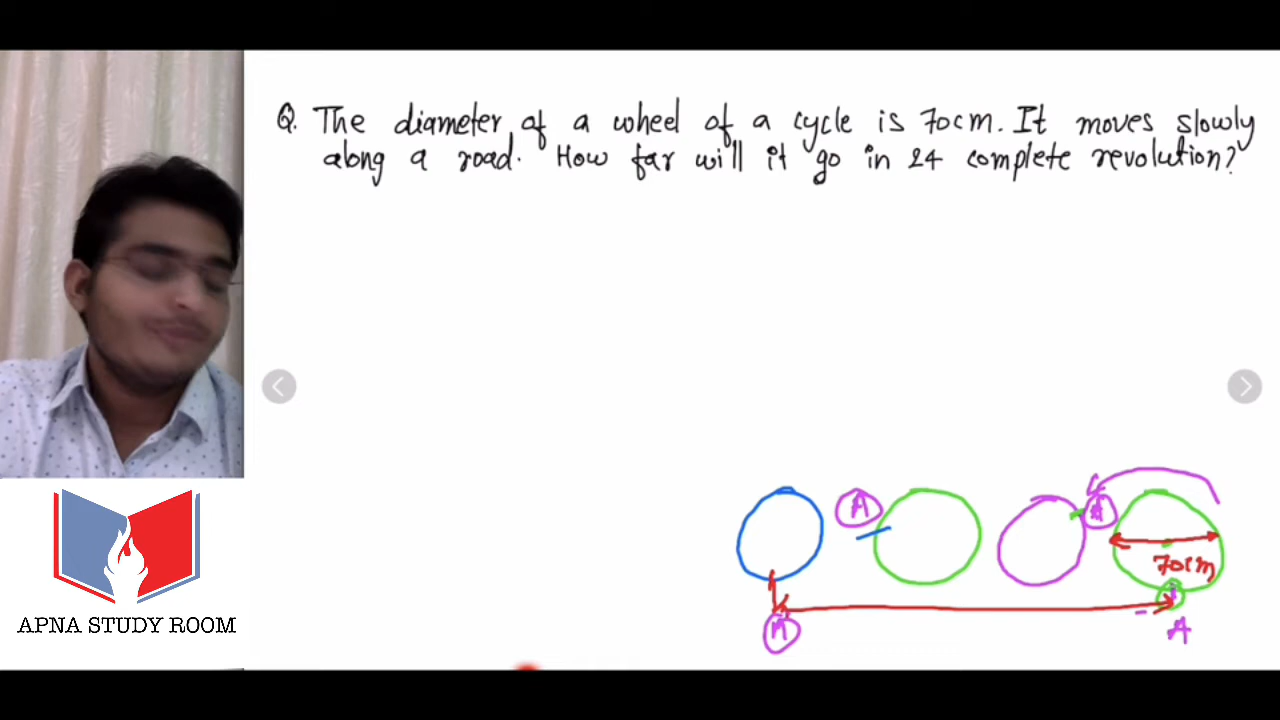 Q. The diameter of a wheel of a cycle is 70cm. It moves slowly
along a road. How far will it go in 24 complete revolution?
A
A
70cm
A
A
APNA STUDY ROOM